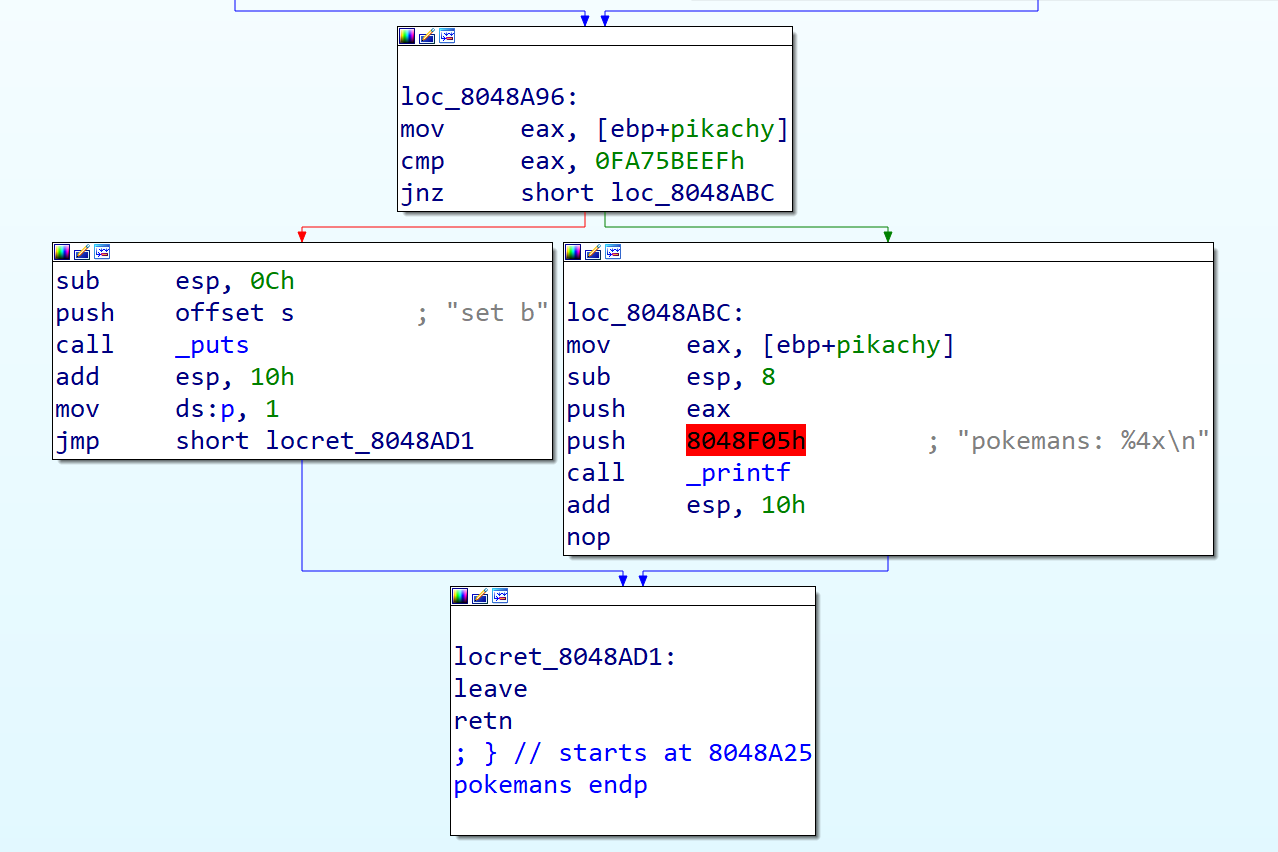 loc_8048A96:
mov eax, [ebp+pikachy]
cmp eax, 0FA75BEEFh
jnz short loc_8048ABC
sub esp, 0Ch
push offset s ; "set b"
call _puts
add esp, 10h
mov ds:p, 1
jmp short locret_8048AD1
loc_8048ABC:
mov eax, [ebp+pikachy]
sub esp, 8
push eax
push 8048F05h ; "pokemans: %4x\n"
call _printf
add esp, 10h
nop
locret_8048AD1:
leave
retn
; } // starts at 8048A25
pokemans endp